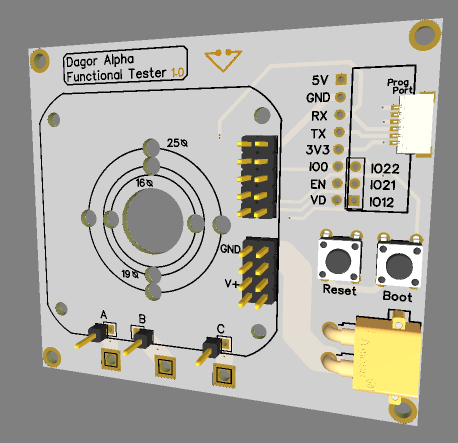 Dagor Alpha
Functional Tester 1.0
5V
GND
RX
TX
3V3
IO0
EN
VD
Prog
Port
IO22
IO21
IO12
25⌀
16⌀
19⌀
GND
V+
Reset
Boot
A
B
C